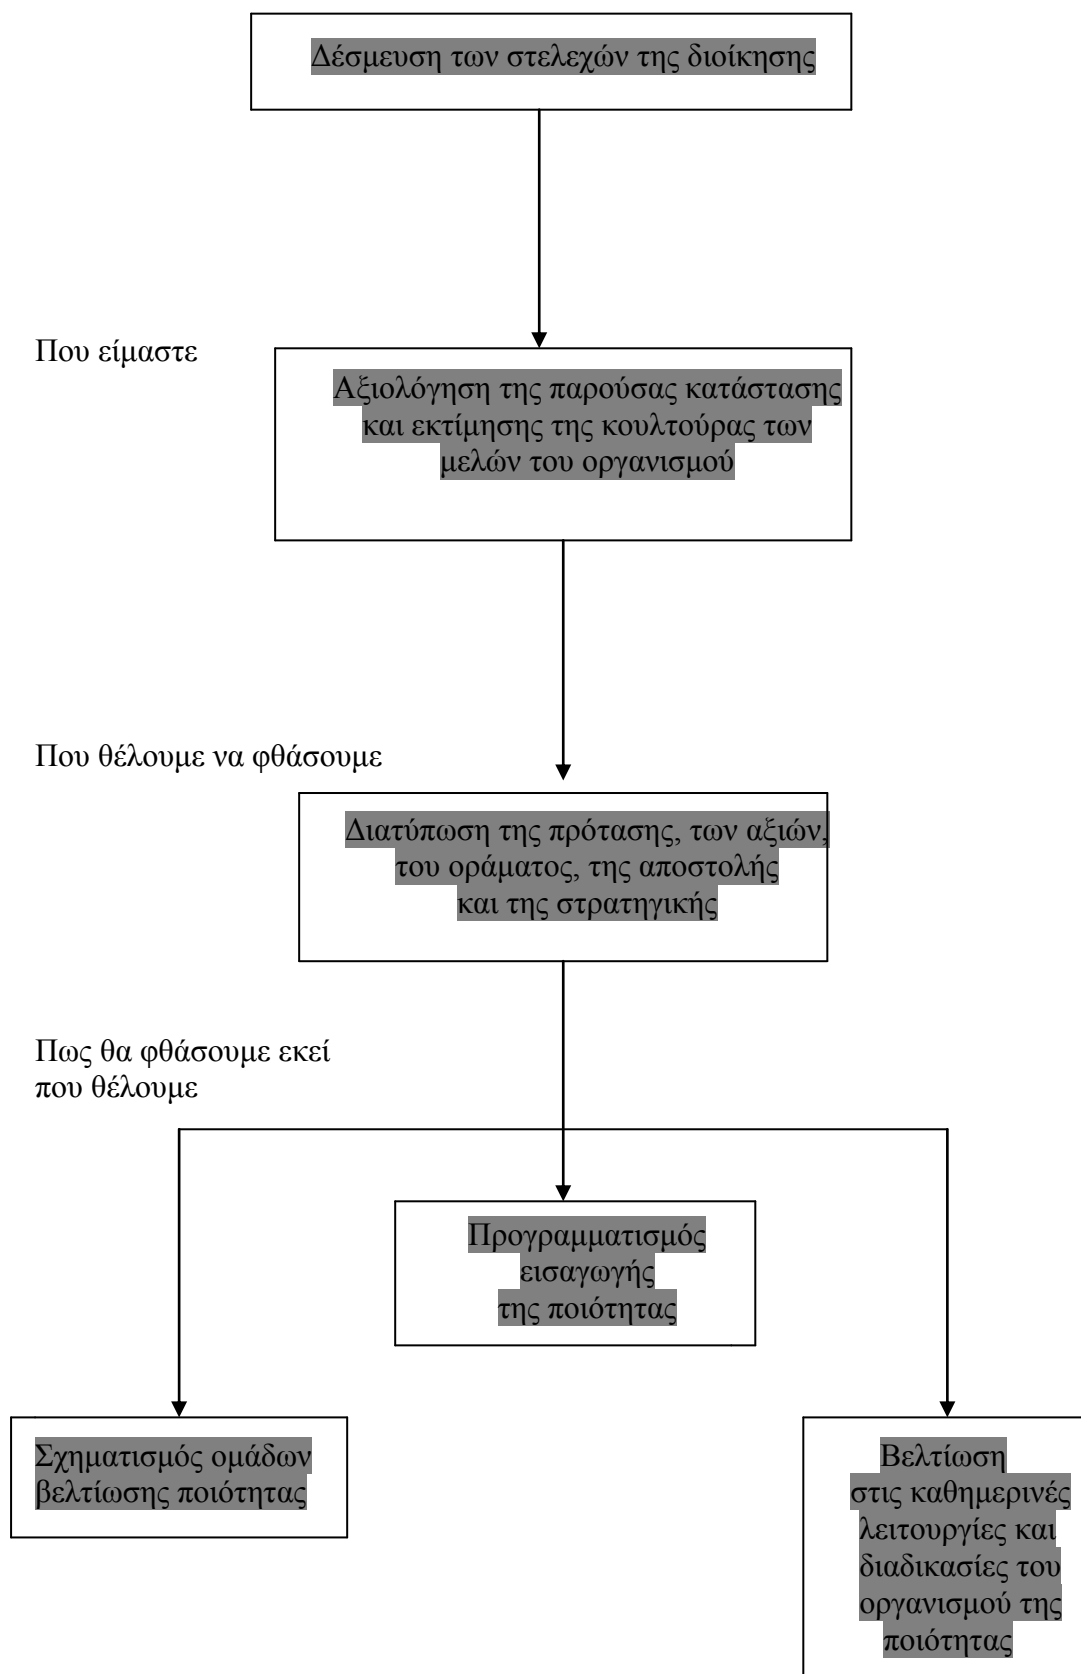 Δέσμευση των στελεχών της διοίκησης
Που είμαστε
Αξιολόγηση της παρούσας κατάστασης
και εκτίμησης της κουλτούρας των
μελών του οργανισμού
Που θέλουμε να φθάσουμε
Διατύπωση της πρότασης, των αξιών,
του οράματος, της αποστολής
και της στρατηγικής
Πως θα φθάσουμε εκεί
που θέλουμε
Προγραμματισμός
εισαγωγής
της ποιότητας
Σχηματισμός ομάδων
βελτίωσης ποιότητας
Βελτίωση
στις καθημερινές
λειτουργίες και
διαδικασίες του
οργανισμού της
ποιότητας